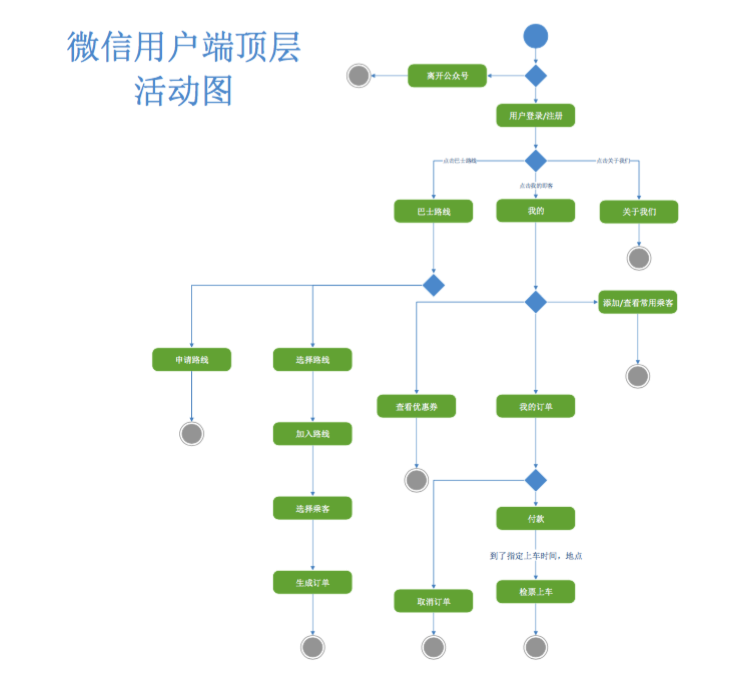 微信用户端顶层
活动图
离开公众号
用户登录/注册
点击巴士路线
点击关于我们
巴士路线
我的
关于我们
添加/查看常用乘客
申请路线
选择路线
查看优惠券
我的订单
加入路线
选择乘客
付款
到了指定上车时间，地点
生成订单
取消订单
检票上车